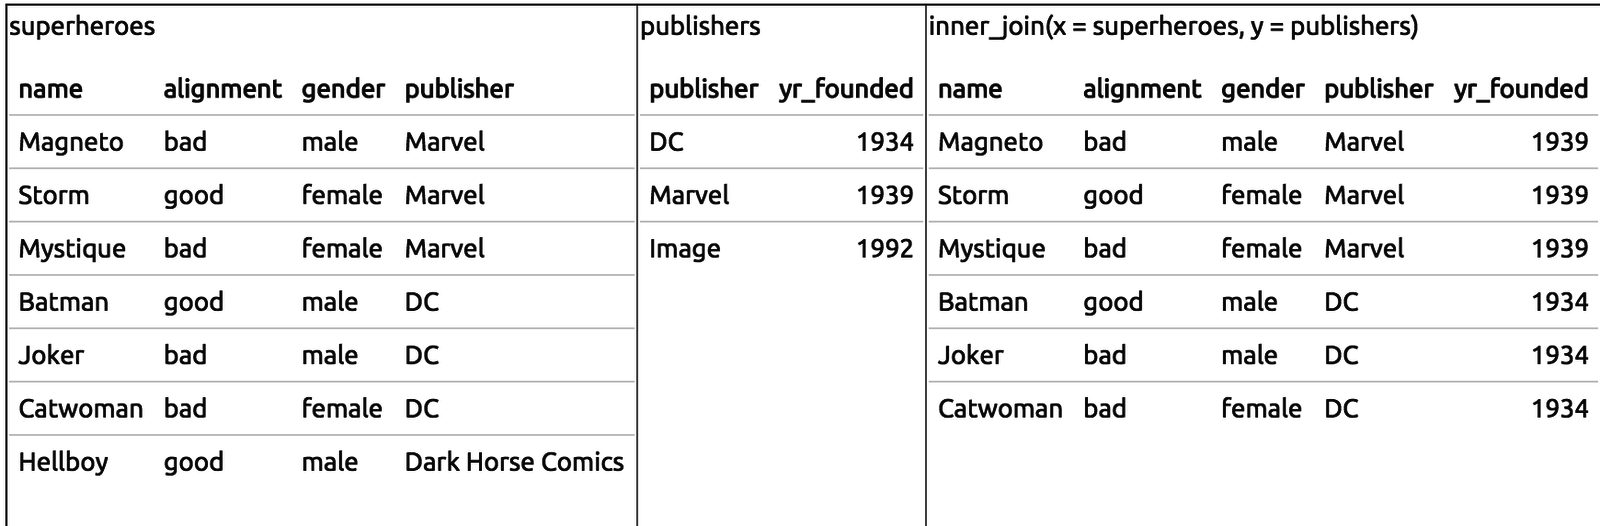 superheroes
name alignment gender publisher
Magneto bad male Marvel
Storm good female Marvel
Mystique bad female Marvel
Batman good male DC
Joker bad male DC
Catwoman bad female DC
Hellboy good male Dark Horse Comics
publishers
publisher yr_founded
DC 1934
Marvel 1939
Image 1992
inner_join(x = superheroes, y = publishers)
name alignment gender publisher yr_founded
Magneto bad male Marvel 1939
Storm good female Marvel 1939
Mystique bad female Marvel 1939
Batman good male DC 1934
Joker bad male DC 1934
Catwoman bad female DC 1934